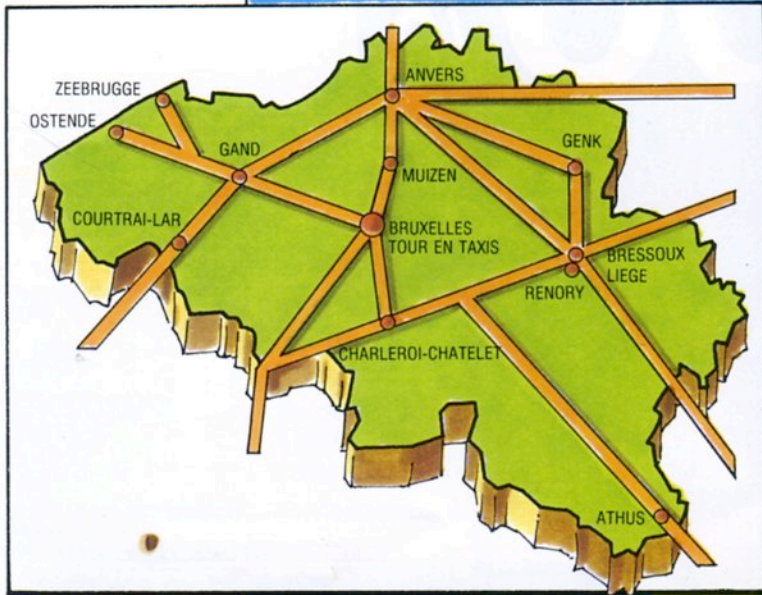 ANVERS
ZEEBRUGGE
OSTENDE
GAND
GENK
MUIZEN
COURTRAI-LAR
BRUXELLES
TOUR EN TAXIS
BRESSOUX
LIEGE
RENORY
CHARLEROI-CHATELET
ATHUS